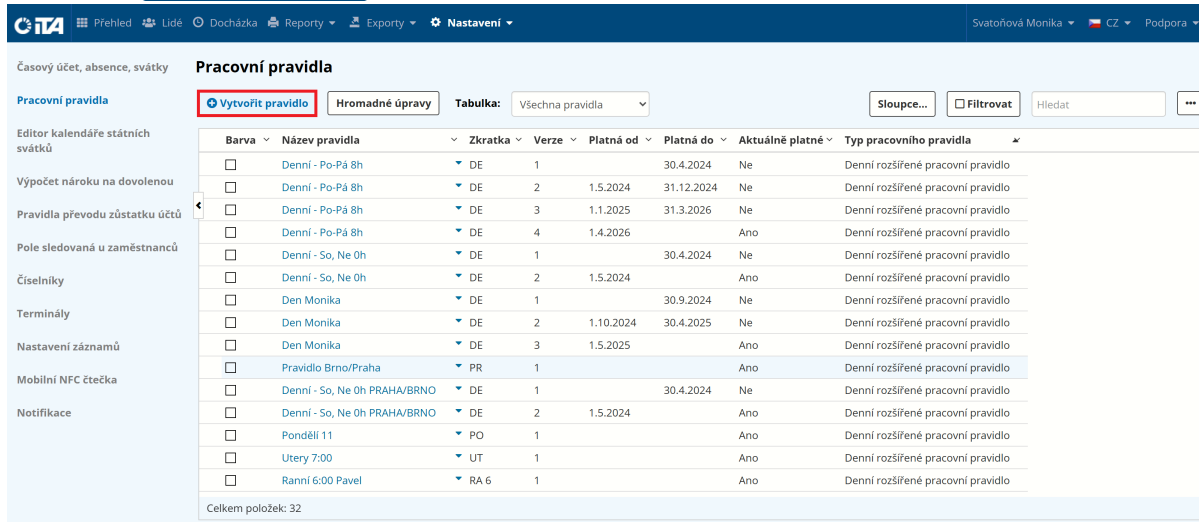 ITA Přehled Lidé Docházka Reporty Exporty Nastavení Svatoňová Monika CZ Podpora
Časový účet, absence, svátky
Pracovní pravidla
Editor kalendáře státních
svátků
Výpočet nároku na dovolenou
Pravidla převodu zůstatku účtů
Pole sledovaná u zaměstnanců
Číselníky
Terminály
Nastavení záznamů
Mobilní NFC čtečka
Notifikace
Pracovní pravidla
Vytvořit pravidlo Hromadné úpravy Tabulka: Všechna pravidla Sloupce... Filtrovat Hledat ...
Barva Název pravidla Zkratka Verze Platná od Platná do Aktuálně platné Typ pracovního pravidla
Denní - Po-Pá 8h DE 1 30.4.2024 Ne Denní rozšířené pracovní pravidlo
Denní - Po-Pá 8h DE 2 1.5.2024 31.12.2024 Ne Denní rozšířené pracovní pravidlo
Denní - Po-Pá 8h DE 3 1.1.2025 31.3.2026 Ne Denní rozšířené pracovní pravidlo
Denní - Po-Pá 8h DE 4 1.4.2026 Ano Denní rozšířené pracovní pravidlo
Denní - So, Ne 0h DE 1 30.4.2024 Ne Denní rozšířené pracovní pravidlo
Denní - So, Ne 0h DE 2 1.5.2024 Ano Denní rozšířené pracovní pravidlo
Den Monika DE 1 30.9.2024 Ne Denní rozšířené pracovní pravidlo
Den Monika DE 2 1.10.2024 30.4.2025 Ne Denní rozšířené pracovní pravidlo
Den Monika DE 3 1.5.2025 Ano Denní rozšířené pracovní pravidlo
Pravidlo Brno/Praha PR 1 Ano Denní rozšířené pracovní pravidlo
Denní - So, Ne 0h PRAHA/BRNO DE 1 30.4.2024 Ne Denní rozšířené pracovní pravidlo
Denní - So, Ne 0h PRAHA/BRNO DE 2 1.5.2024 Ano Denní rozšířené pracovní pravidlo
Pondělí 11 PO 1 Ano Denní rozšířené pracovní pravidlo
Utery 7:00 UT 1 Ano Denní rozšířené pracovní pravidlo
Ranní 6:00 Pavel RA 6 1 Ano Denní rozšířené pracovní pravidlo
Celkem položek: 32